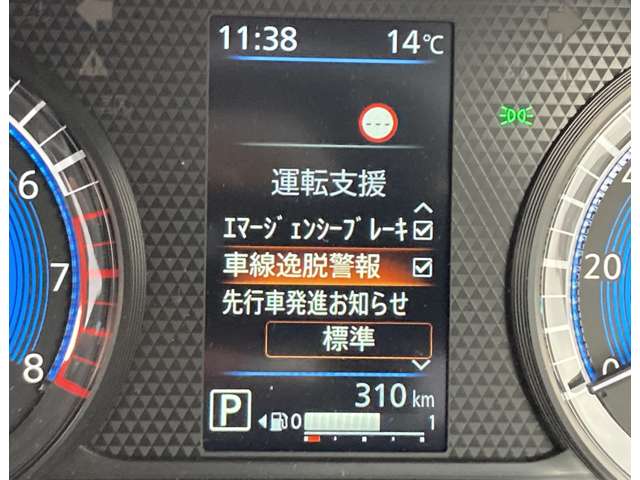 11:38 14℃
---
運転支援
ｴﾏｰｼﾞｪﾝｼｰﾌﾞﾚｰｷ
車線逸脱警報
先行車発進お知らせ
標準
310 km
P 0 1
6
7
8
20
0